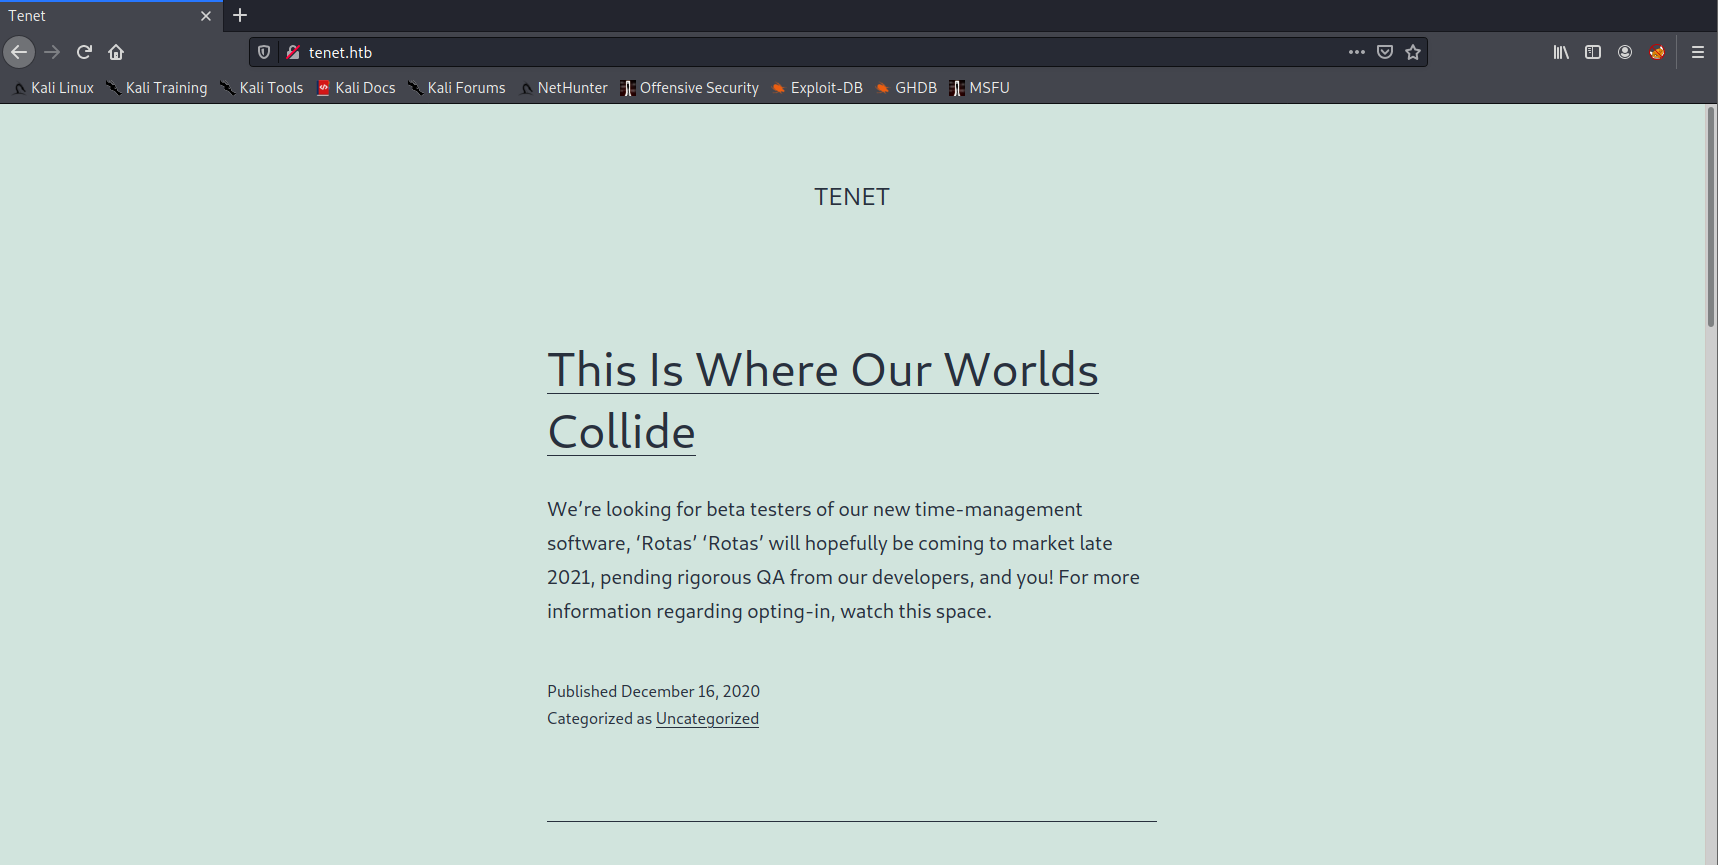 Tenet
tenet.htb
Kali Linux Kali Training Kali Tools Kali Docs Kali Forums NetHunter Offensive Security Exploit-DB GHDB MSFU
TENET
This Is Where Our Worlds
Collide
We’re looking for beta testers of our new time-management
software, ‘Rotas’ ‘Rotas’ will hopefully be coming to market late
2021, pending rigorous QA from our developers, and you! For more
information regarding opting-in, watch this space.
Published December 16, 2020
Categorized as Uncategorized